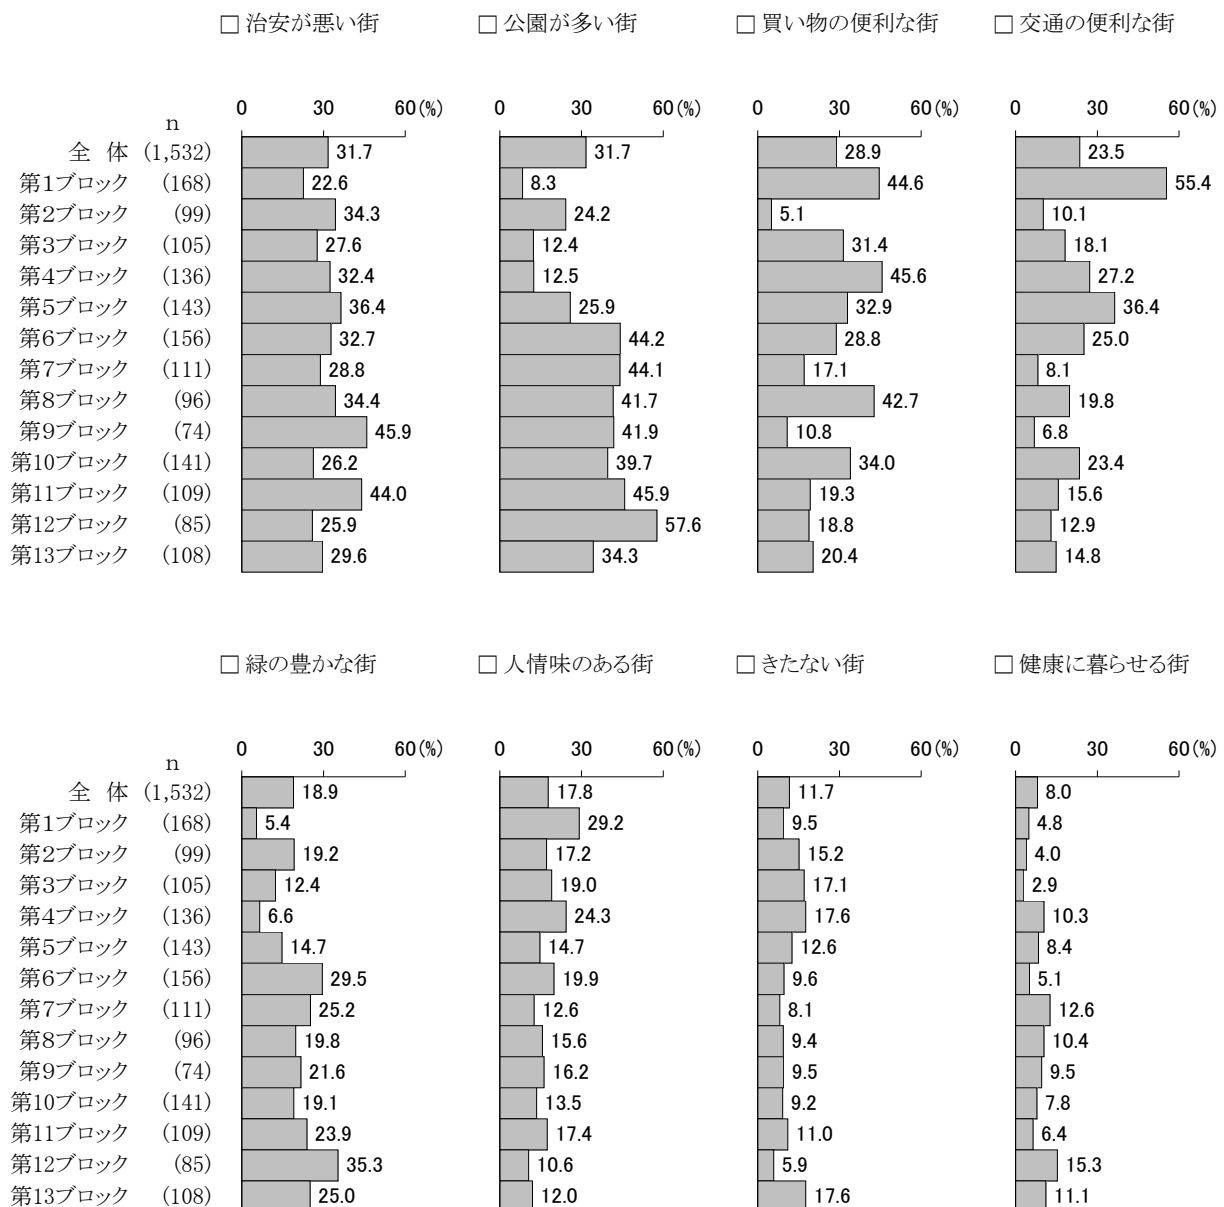 □ 治安が悪い街 □ 公園が多い街 □ 買い物の便利な街 □ 交通の便利な街
0 30 60(%) 0 30 60(%) 0 30 60(%) 0 30 60(%)
n
全 体 (1,532) 31.7 31.7 28.9 23.5
第1ブロック (168) 22.6 8.3 44.6 55.4
第2ブロック (99) 34.3 24.2 5.1 10.1
第3ブロック (105) 27.6 12.4 31.4 18.1
第4ブロック (136) 32.4 12.5 45.6 27.2
第5ブロック (143) 36.4 25.9 32.9 36.4
第6ブロック (156) 32.7 44.2 28.8 25.0
第7ブロック (111) 28.8 44.1 17.1 8.1
第8ブロック (96) 34.4 41.7 42.7 19.8
第9ブロック (74) 45.9 41.9 10.8 6.8
第10ブロック (141) 26.2 39.7 34.0 23.4
第11ブロック (109) 44.0 45.9 19.3 15.6
第12ブロック (85) 25.9 57.6 18.8 12.9
第13ブロック (108) 29.6 34.3 20.4 14.8
□ 緑の豊かな街 □ 人情味のある街 □ きたない街 □ 健康に暮らせる街
0 30 60(%) 0 30 60(%) 0 30 60(%) 0 30 60(%)
n
全 体 (1,532) 18.9 17.8 11.7 8.0
第1ブロック (168) 5.4 29.2 9.5 4.8
第2ブロック (99) 19.2 17.2 15.2 4.0
第3ブロック (105) 12.4 19.0 17.1 2.9
第4ブロック (136) 6.6 24.3 17.6 10.3
第5ブロック (143) 14.7 14.7 12.6 8.4
第6ブロック (156) 29.5 19.9 9.6 5.1
第7ブロック (111) 25.2 12.6 8.1 12.6
第8ブロック (96) 19.8 15.6 9.4 10.4
第9ブロック (74) 21.6 16.2 9.5 9.5
第10ブロック (141) 19.1 13.5 9.2 7.8
第11ブロック (109) 23.9 17.4 11.0 6.4
第12ブロック (85) 35.3 10.6 5.9 15.3
第13ブロック (108) 25.0 12.0 17.6 11.1